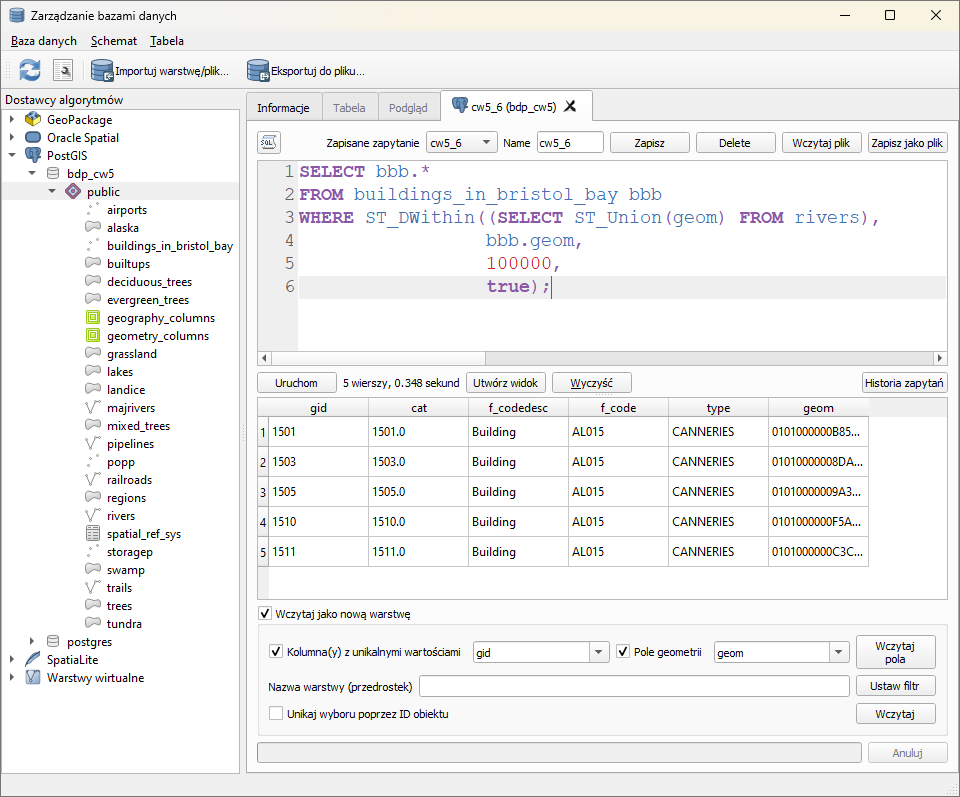 Zarządzanie bazami danych
Baza danych Schemat Tabela
Importuj warstwę/plik... Eksportuj do pliku...
Dostawcy algorytmów
GeoPackage
Oracle Spatial
PostGIS
bdp_cw5
public
airports
alaska
buildings_in_bristol_bay
builtups
deciduous_trees
evergreen_trees
geography_columns
geometry_columns
grassland
lakes
landice
majrivers
mixed_trees
pipelines
popp
railroads
regions
rivers
spatial_ref_sys
storagep
swamp
trails
trees
tundra
postgres
SpatiaLite
Warstwy wirtualne
Informacje Tabela Podgląd cw5_6 (bdp_cw5)
SQL Zapisane zapytanie cw5_6 Name cw5_6 Zapisz Delete Wczytaj plik Zapisz jako plik
1 SELECT bbb.*
2 FROM buildings_in_bristol_bay bbb
3 WHERE ST_DWithin((SELECT ST_Union(geom) FROM rivers),
4 bbb.geom,
5 100000,
6 true);
Uruchom 5 wierszy, 0.348 sekund Utwórz widok Wyczyść Historia zapytań
gid cat f_codedesc f_code type geom
1 1501 1501.0 Building AL015 CANNERIES 0101000000B85...
2 1503 1503.0 Building AL015 CANNERIES 01010000008DA...
3 1505 1505.0 Building AL015 CANNERIES 01010000009A3...
4 1510 1510.0 Building AL015 CANNERIES 0101000000F5A...
5 1511 1511.0 Building AL015 CANNERIES 0101000000C3C...
Wczytaj jako nową warstwę
Kolumna(y) z unikalnymi wartościami gid Pole geometrii geom Wczytaj pola
Nazwa warstwy (przedrostek) Ustaw filtr
Unikaj wyboru poprzez ID obiektu Wczytaj
Anuluj